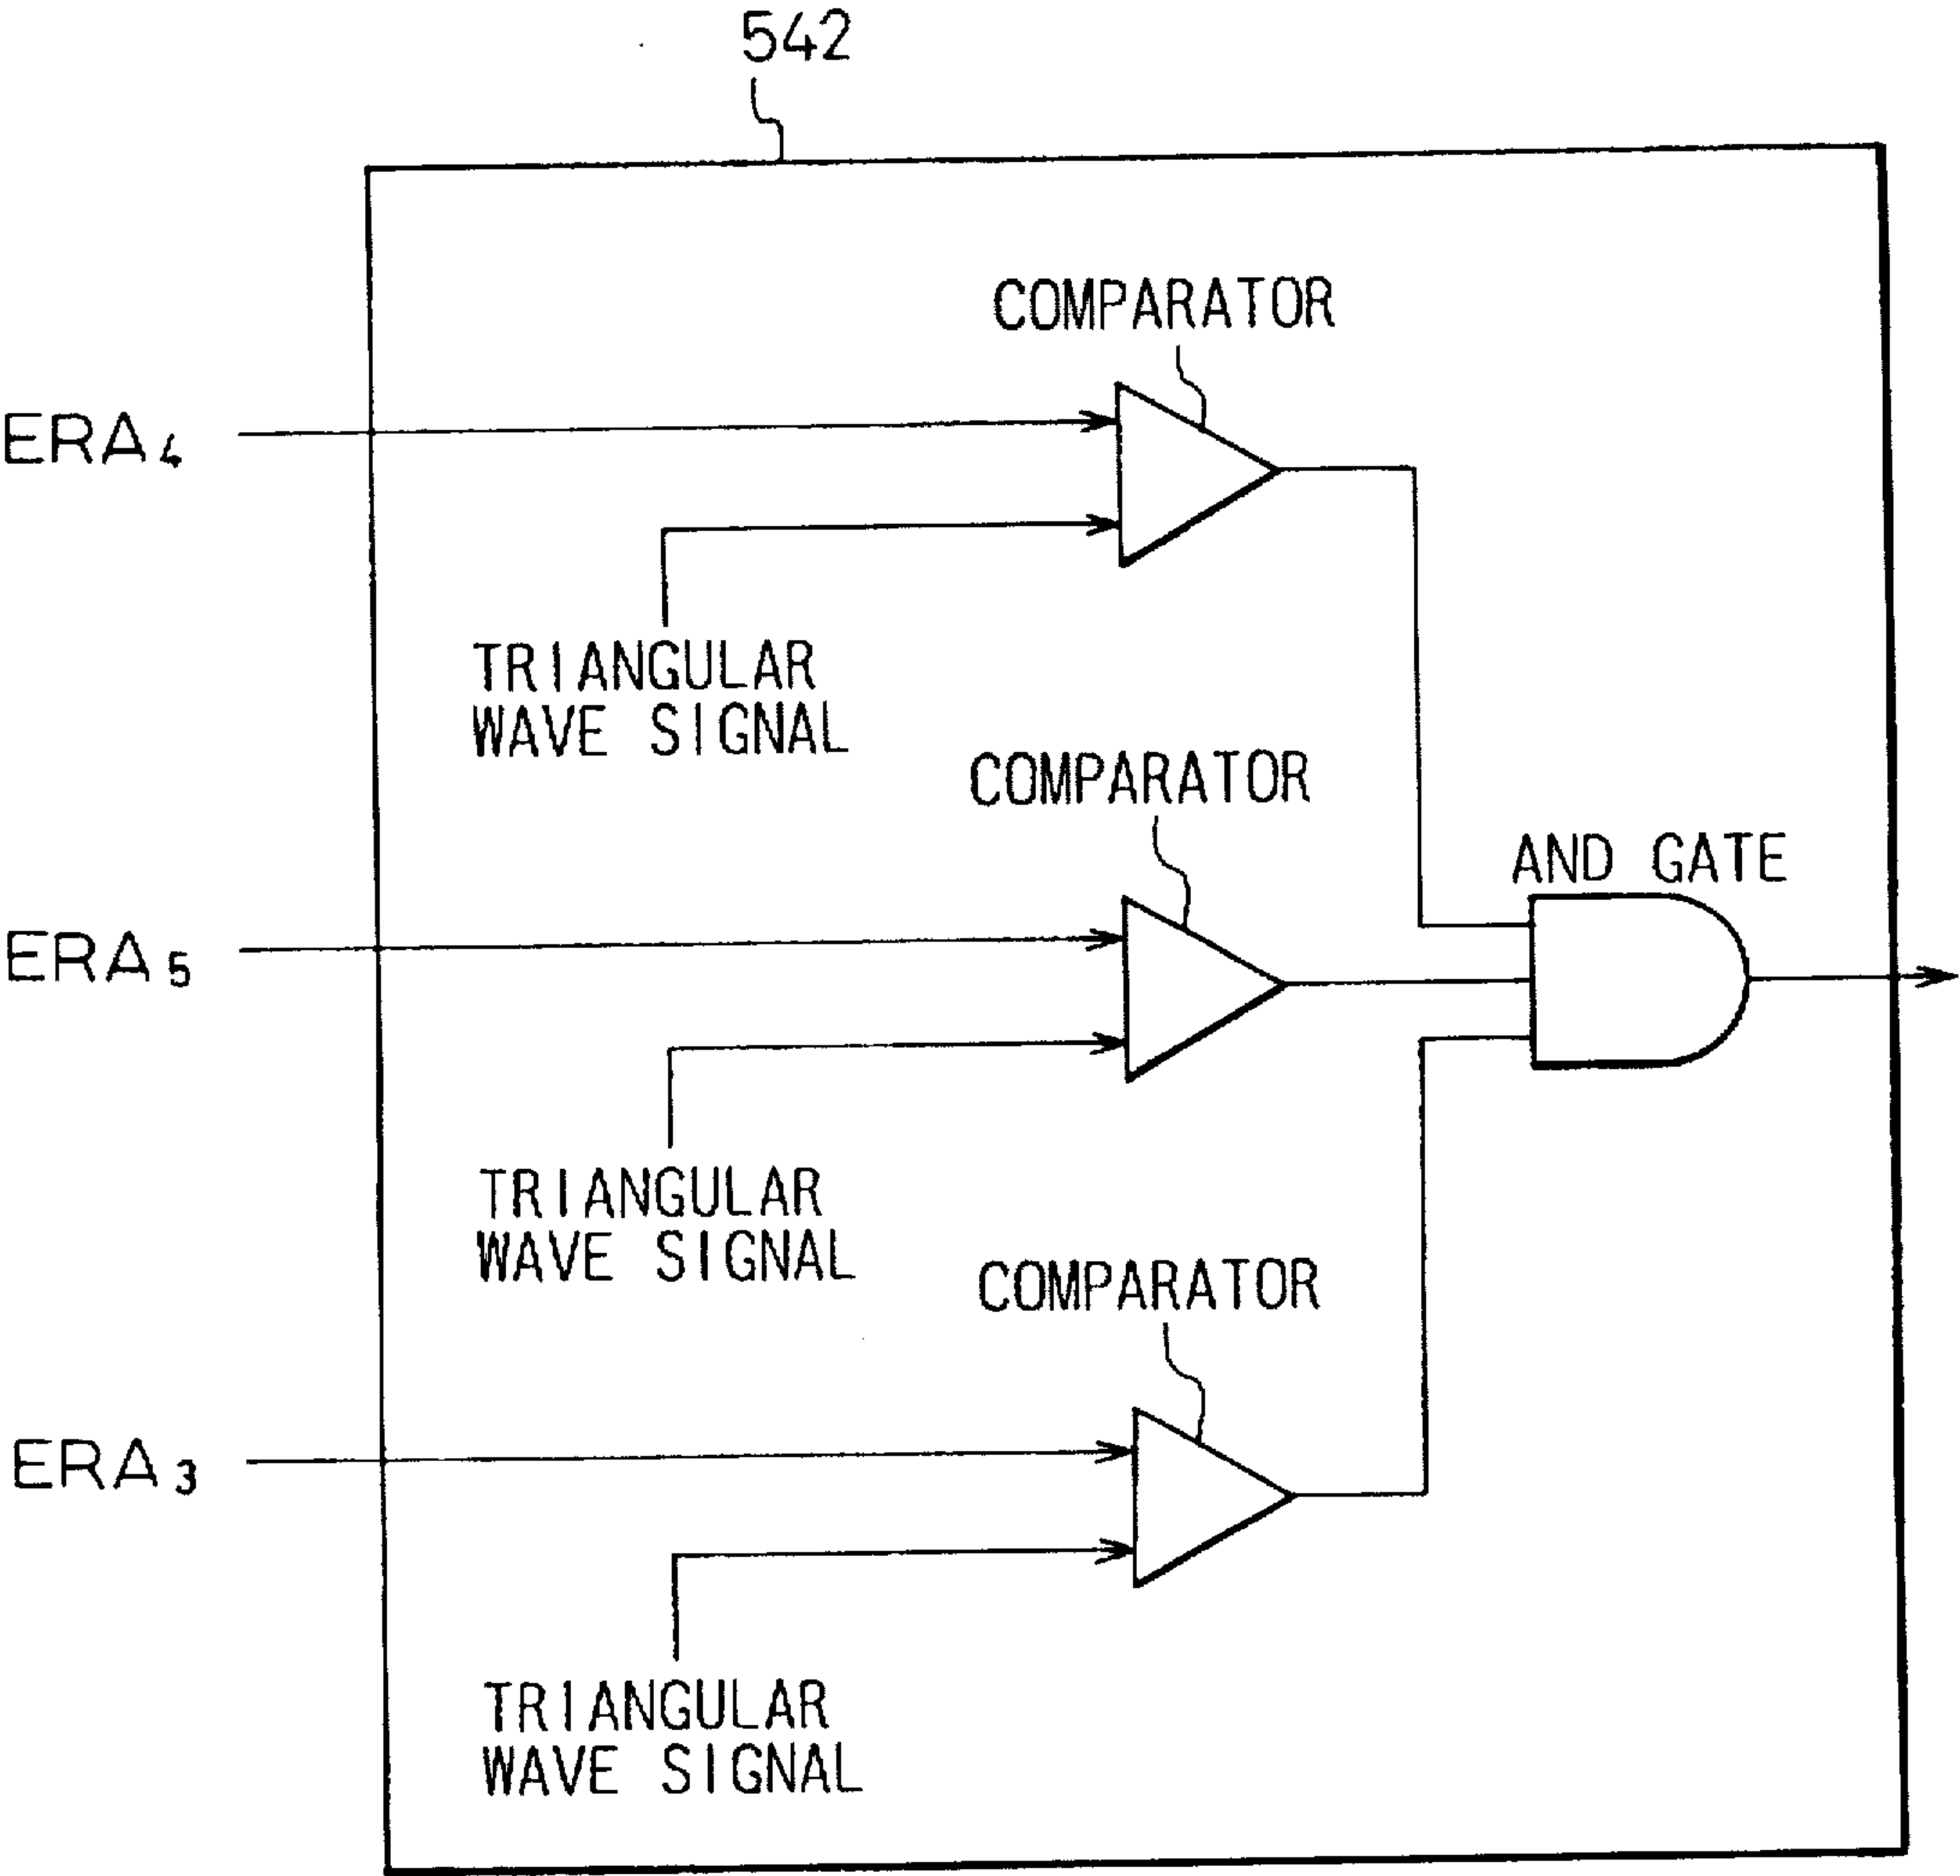 542
COMPARATOR
ERA4
TRIANGULAR
WAVE SIGNAL
COMPARATOR
AND GATE
ERA5
TRIANGULAR
WAVE SIGNAL
COMPARATOR
ERA3
TRIANGULAR
WAVE SIGNAL